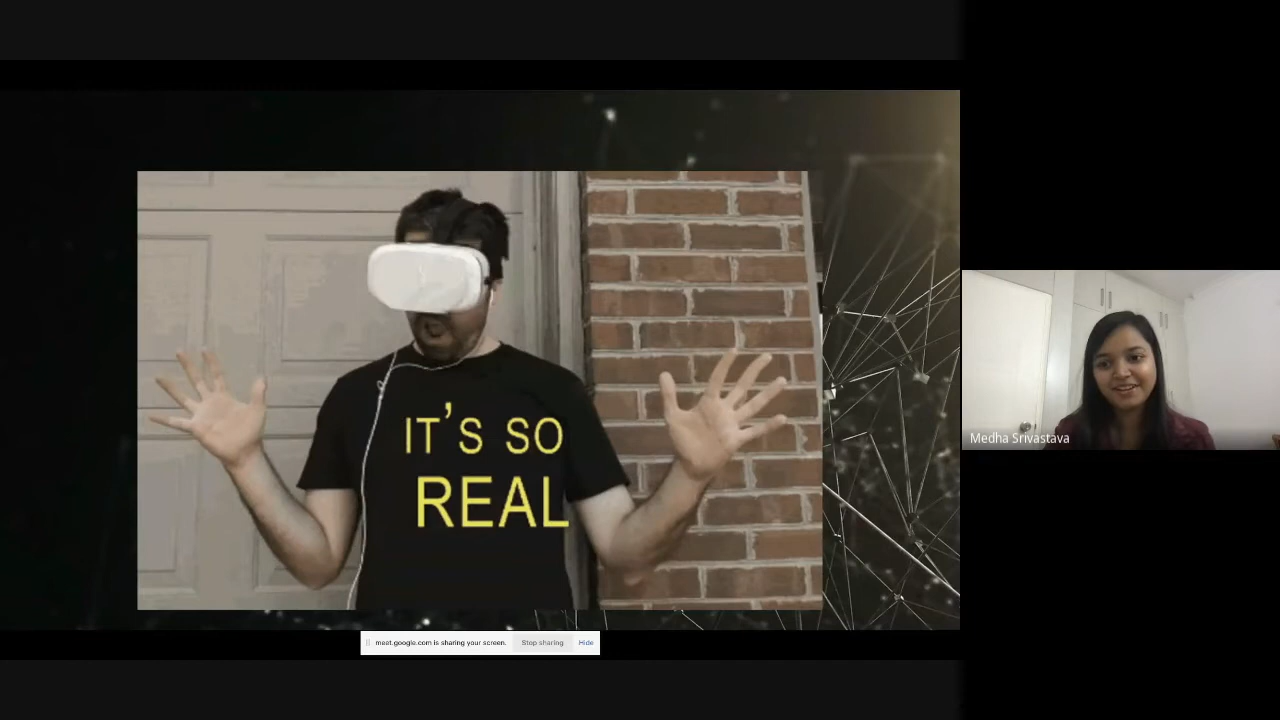 IT'S SO
REAL
Medha Srivastava
meet.google.com is sharing your screen.
Stop sharing
Hide